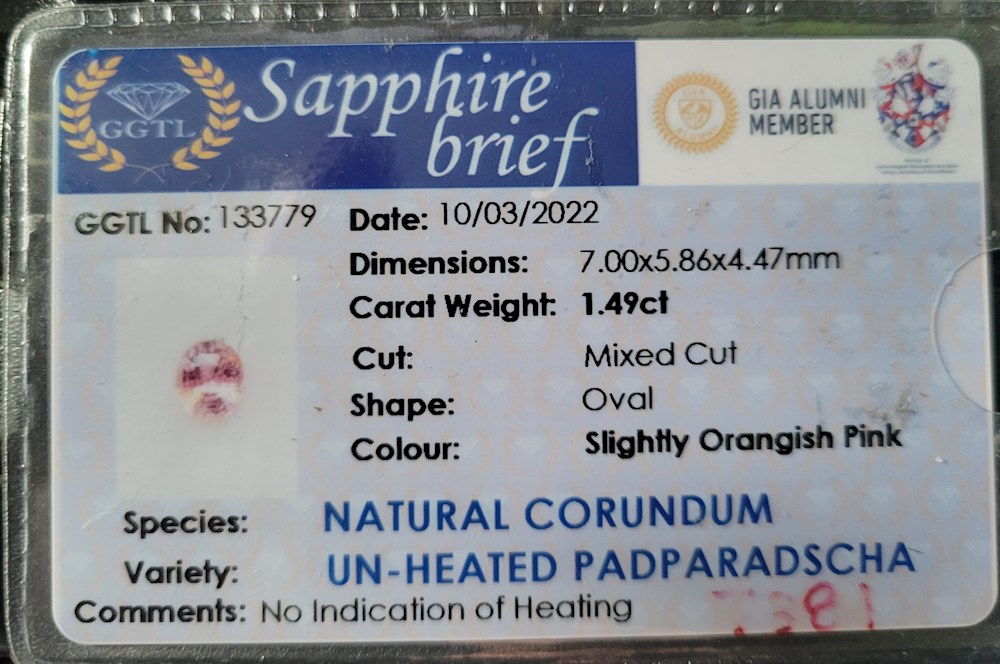 GGTL
Sapphire
brief
GIA
ALUMNI
GIA ALUMNI
MEMBER
GGTL No: 133779
Date: 10/03/2022
Dimensions: 7.00x5.86x4.47mm
Carat Weight: 1.49ct
Cut: Mixed Cut
Shape: Oval
Colour: Slightly Orangish Pink
Species: NATURAL CORUNDUM
Variety: UN-HEATED PADPARADSCHA
Comments: No Indication of Heating